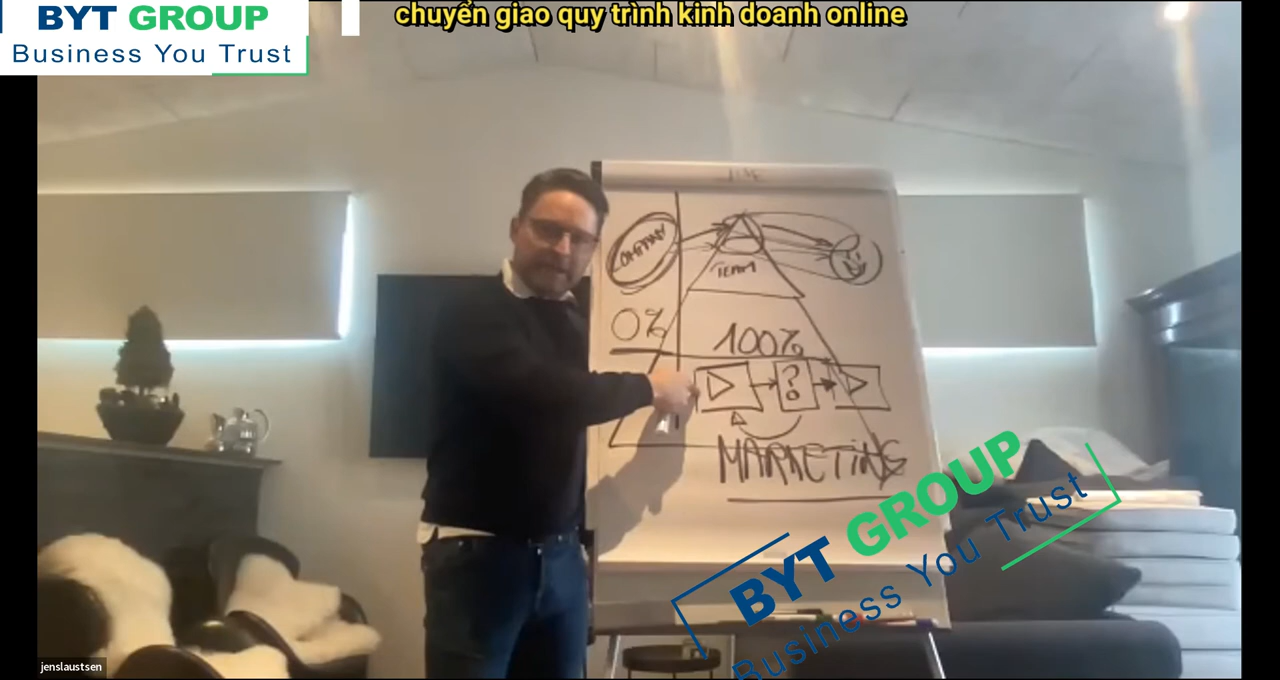 BYT GROUP
Business You Trust
chuyển giao quy trình kinh doanh online
COMPANY
TEAM
0%
100%
?
MARKETING
BYT GROUP
Business You Trust
jenslaustsen